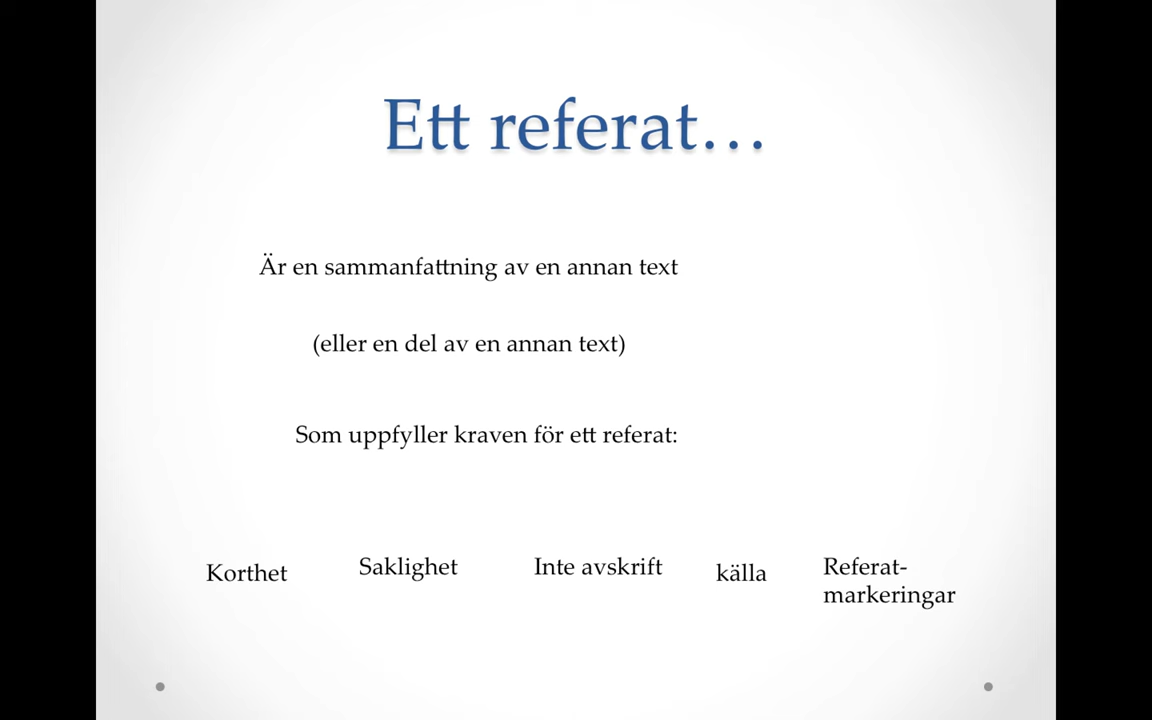 Ett referat…
Är en sammanfattning av en annan text
(eller en del av en annan text)
Som uppfyller kraven för ett referat:
Korthet
Saklighet
Inte avskrift
källa
Referat-
markeringar